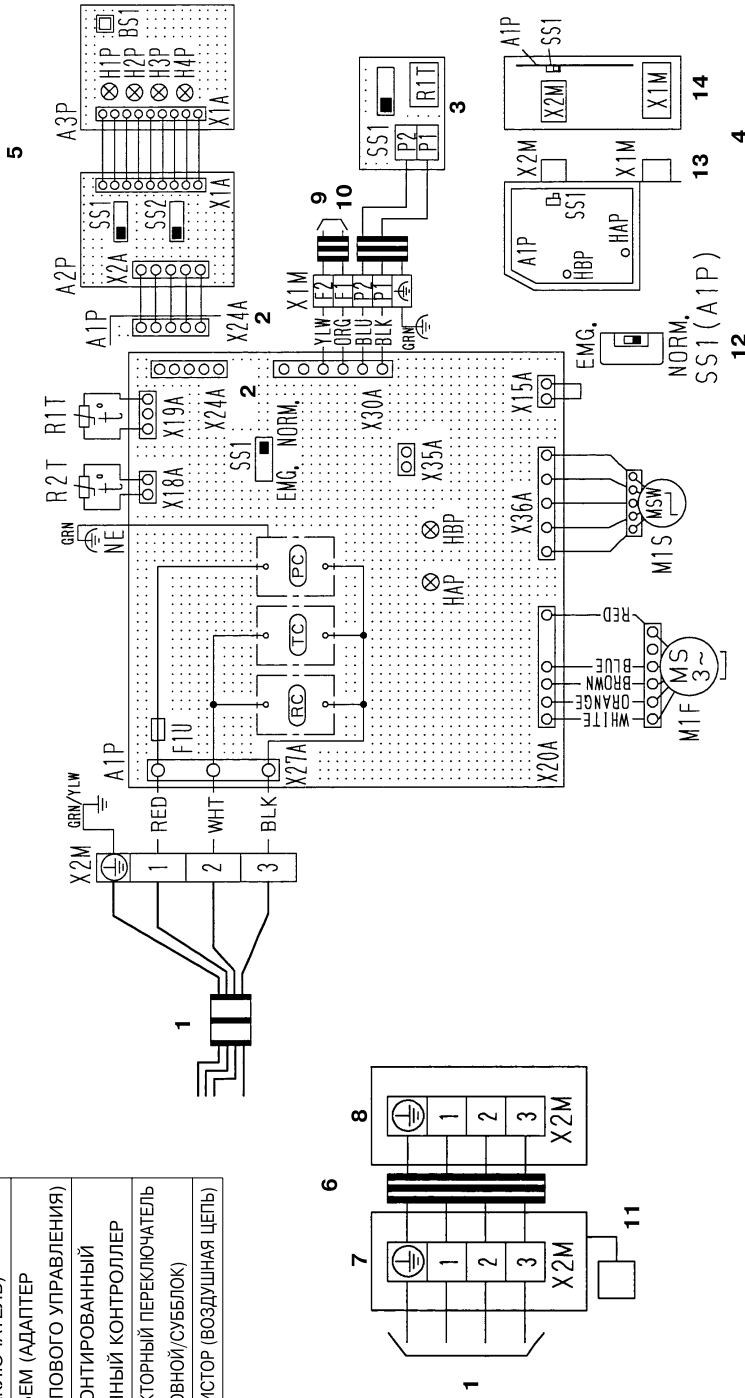 КЛЮЧАТЕЛЬ)
ЕМ (АДАПТЕР
ПОВОГО УПРАВЛЕНИЯ)
ОНТИРОВАННЫЙ
ННЫЙ КОНТРОЛЛЕР
КТОРНЫЙ ПЕРЕКЛЮЧАТЕЛЬ
ОВНОЙ/СУББЛОК)
ИСТОР (ВОЗДУШНАЯ ЦЕПЬ)
1
6
7
1
2
3
X2M
8
1
2
3
X2M
11
1
X2M
GRN/YLW
1
RED
2
WHT
3
BLK
A1P
F1U
X27A
RC
TC
PC
GRN
NE
R2T
t°
X18A
R1T
t°
X19A
X24A
2
SS1
EMG.
NORM.
X30A
X35A
HAP
HBP
X20A
WHITE
ORANGE
BROWN
BLUE
RED
MS
3~
M1F
X36A
MSW
M1S
X15A
5
A1P
X24A
2
A2P
X2A
SS1
SS2
X1A
A3P
BS1
H1P
H2P
H3P
H4P
X1A
X1M
YLW
F2
ORG
F1
BLU
P2
BLK
P1
GRN
9
10
SS1
P2
P1
R1T
3
EMG.
NORM.
SS1(A1P)
12
A1P
HBP
HAP
SS1
X2M
X1M
13
A1P
SS1
X2M
X1M
14
4